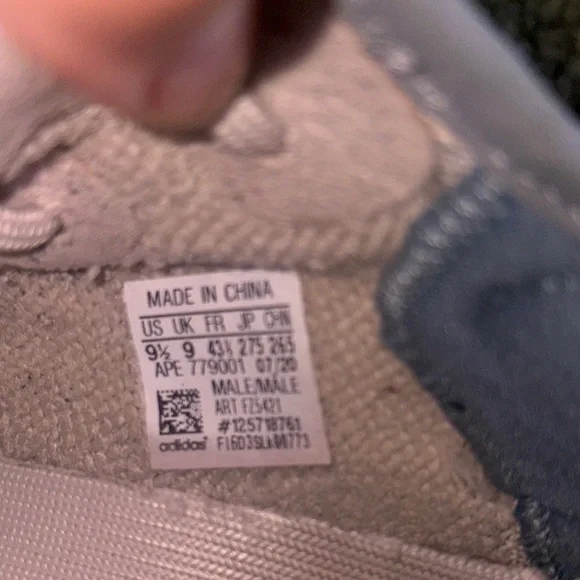 MADE IN CHINA
US UK FR JP CHN
9½ 9 43⅓ 275 265
APE 779001 07/20
MALE/MALE
ART FZ5421
#125718761
adidas